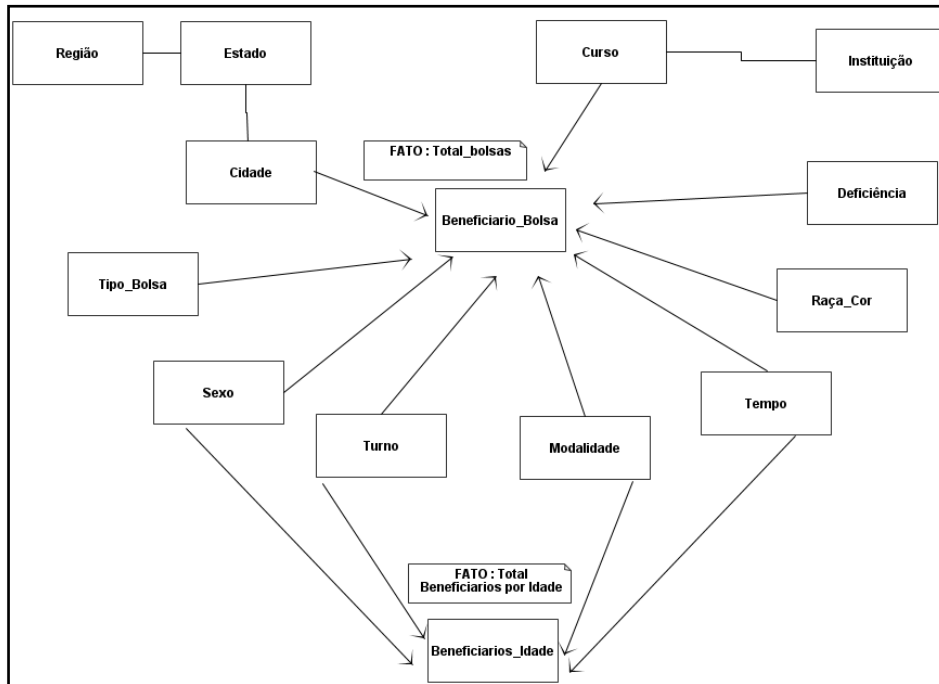 Região
Estado
Curso
Instituição
FATO : Total_bolsas
Cidade
Deficiência
Beneficiario_Bolsa
Tipo_Bolsa
Raça_Cor
Sexo
Tempo
Turno
Modalidade
FATO : Total
Beneficiarios por Idade
Beneficiarios_Idade